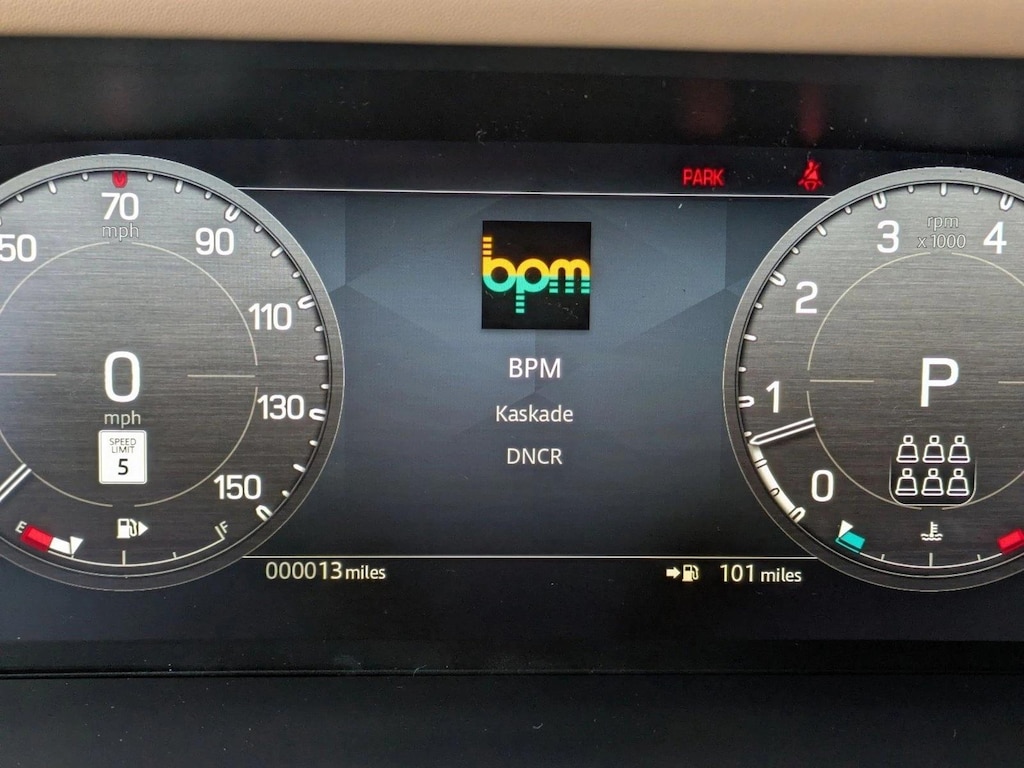 PARK
70
mph
50
90
110
130
150
0
mph
SPEED
LIMIT
5
E
F
000013 miles
bpm
BPM
Kaskade
DNCR
101 miles
rpm
x 1000
3
4
2
1
0
P